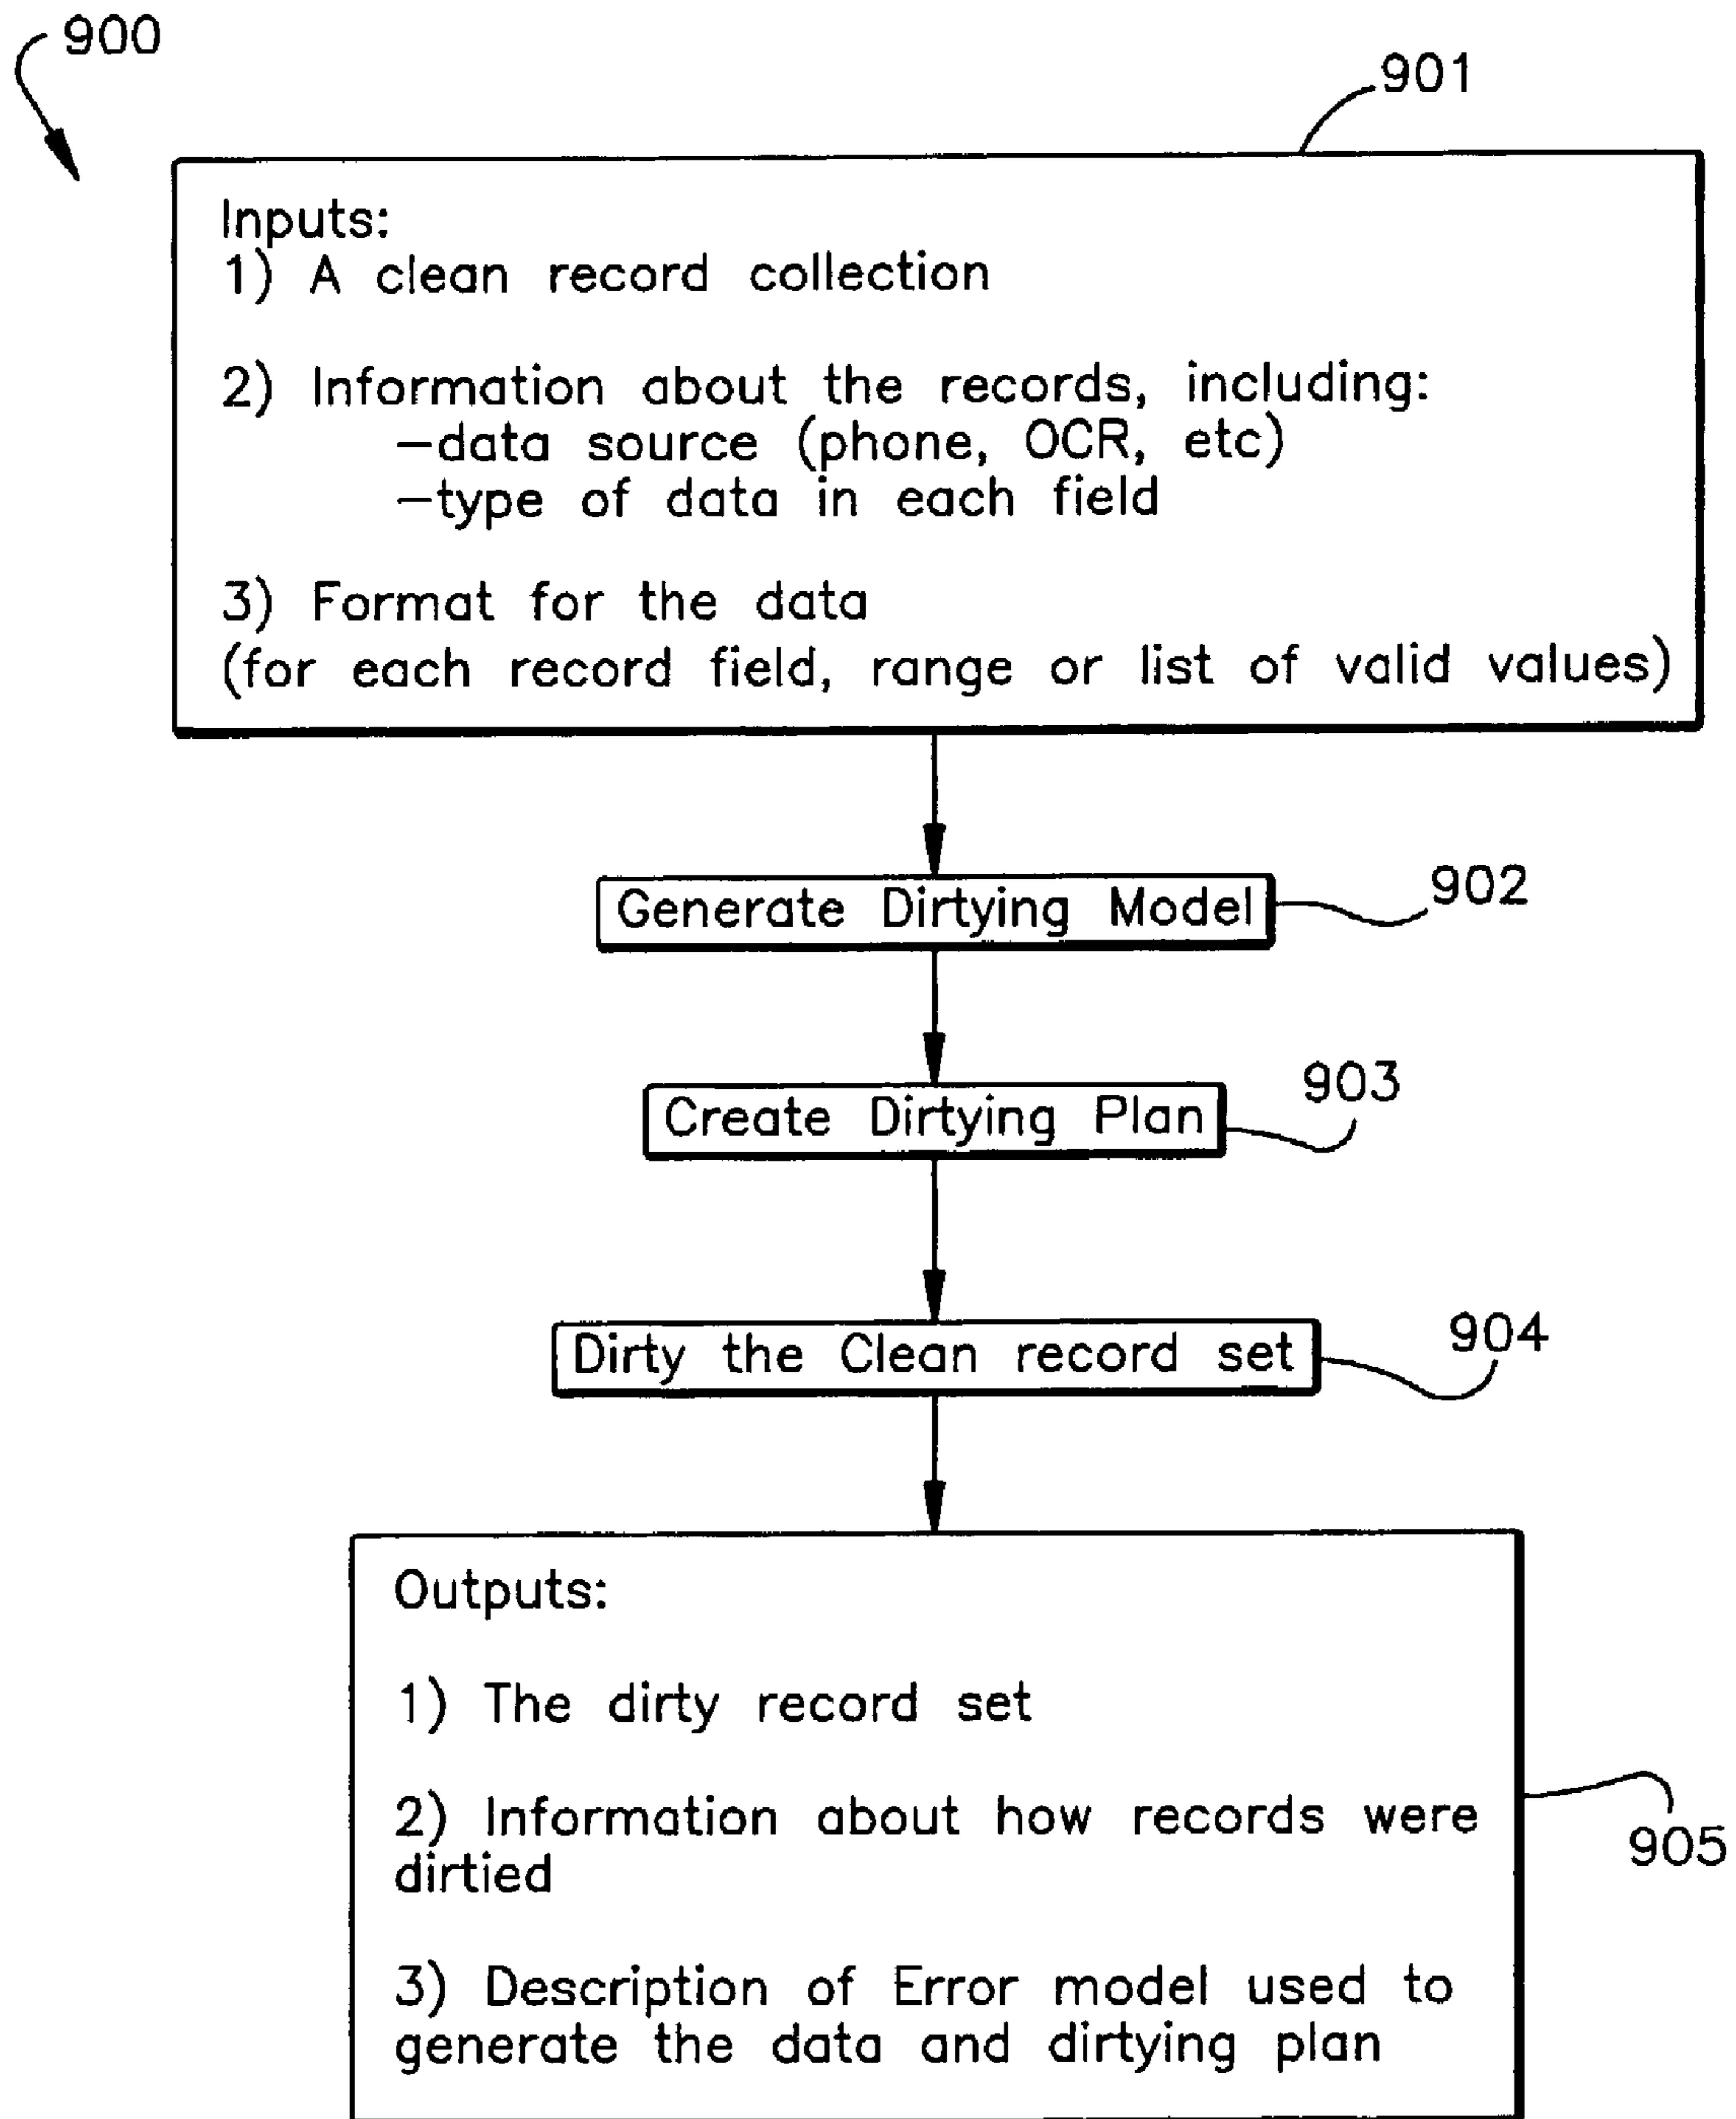 900
901
Inputs:
1) A clean record collection
2) Information about the records, including:
–data source (phone, OCR, etc)
–type of data in each field
3) Format for the data
(for each record field, range or list of valid values)
Generate Dirtying Model
902
Create Dirtying Plan
903
Dirty the Clean record set
904
Outputs:
1) The dirty record set
2) Information about how records were
dirtied
905
3) Description of Error model used to
generate the data and dirtying plan